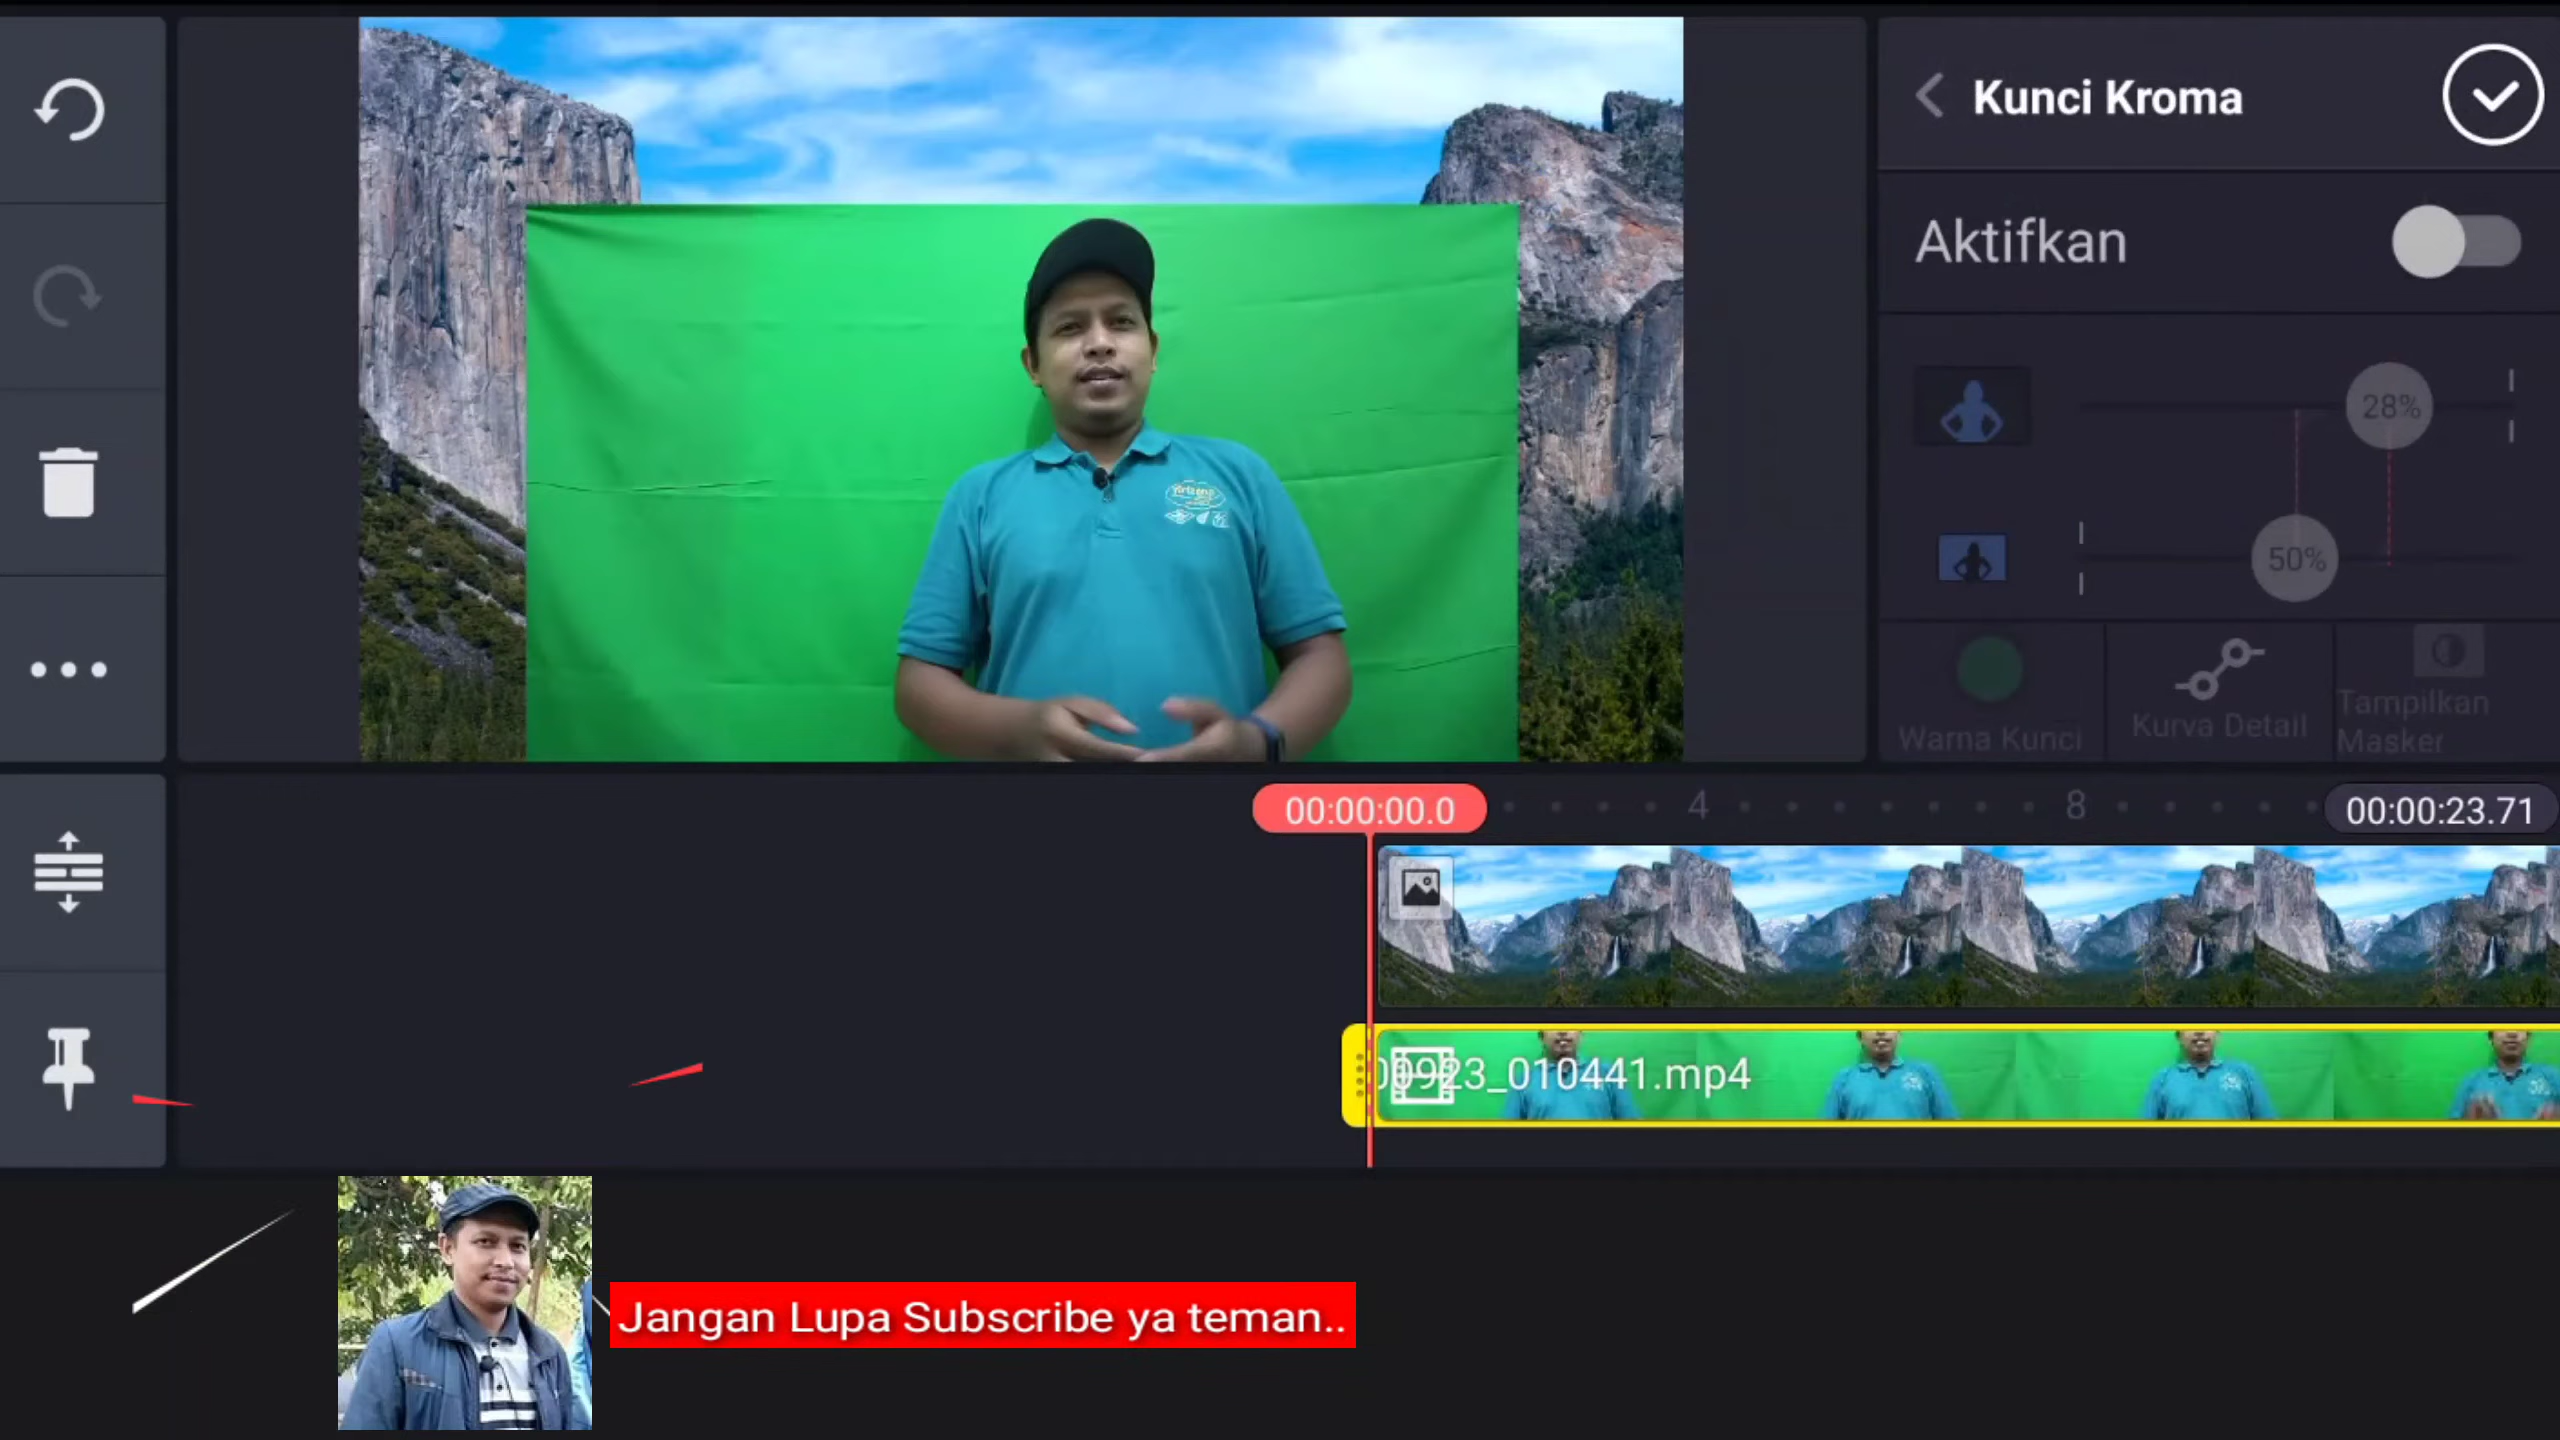 Kunci Kroma
Aktifkan
28%
50%
Warna Kunci
Kurva Detail
Tampilkan
Masker
00:00:00.0
4
8
00:00:23.71
00923_010441.mp4
Jangan Lupa Subscribe ya teman..